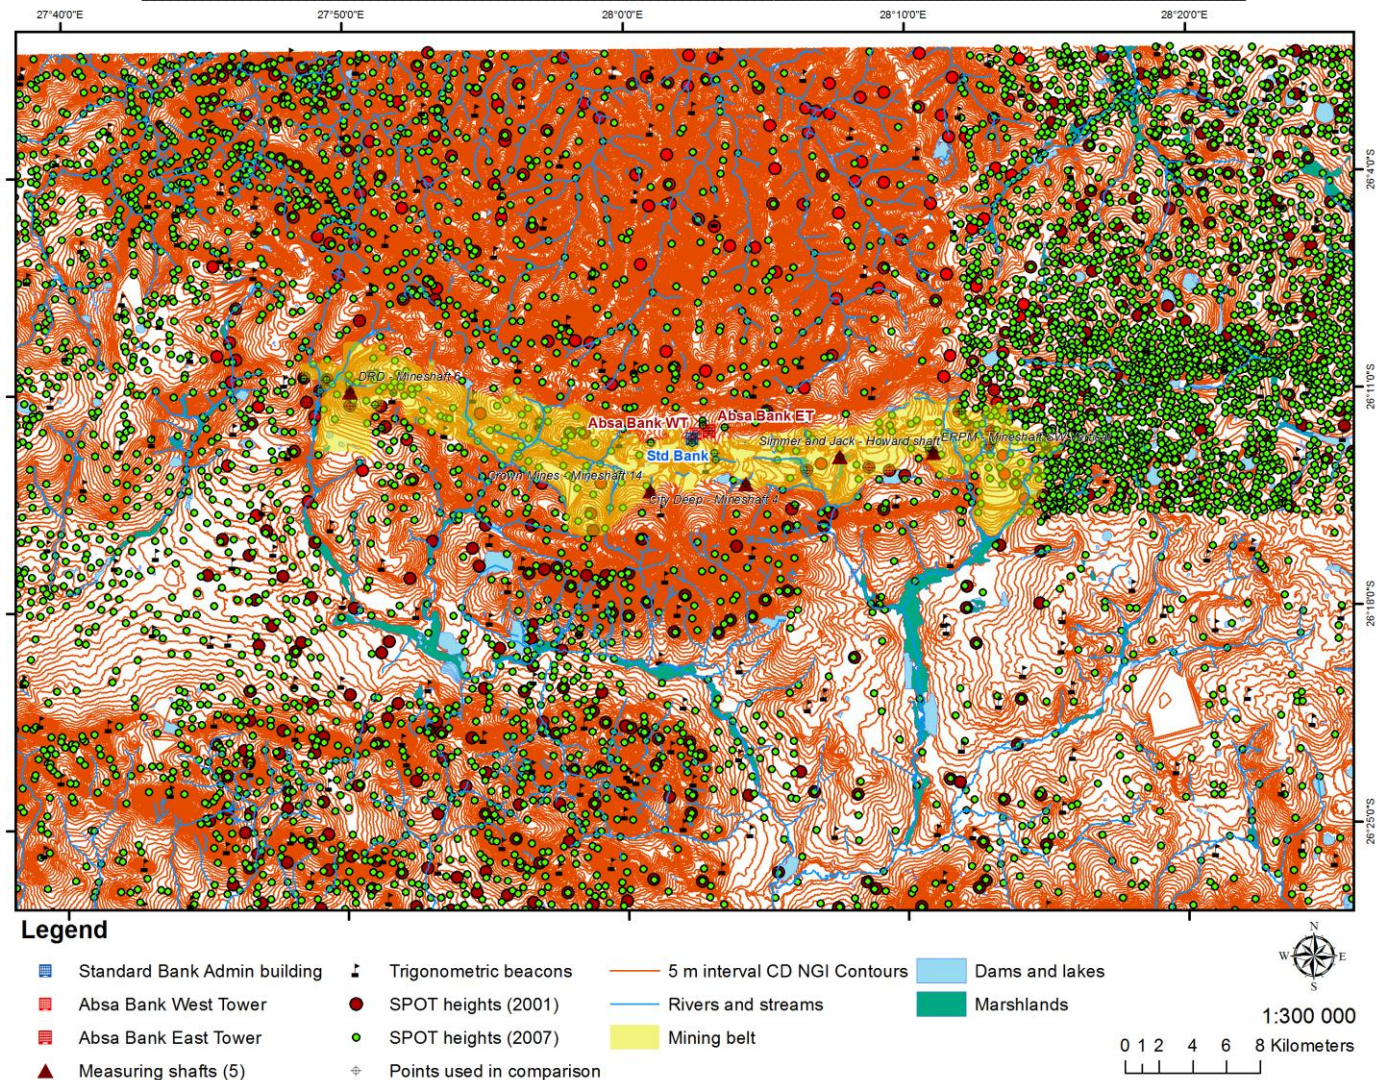 27°40'0"E 27°50'0"E 28°0'0"E 28°10'0"E 28°20'0"E
26°4'0"S
26°11'0"S
DRD - Mineshaft 6
Absa Bank WT
Absa Bank ET
Simmer and Jack - Howard shaft
ERPM - Mineshaft SW
Std Bank
Crown Mines - Mineshaft 14
City Deep - Mineshaft 4
26°18'0"S
26°25'0"S
Legend
Standard Bank Admin building
Absa Bank West Tower
Absa Bank East Tower
Measuring shafts (5)
Trigonometric beacons
SPOT heights (2001)
SPOT heights (2007)
Points used in comparison
5 m interval CD NGI Contours
Rivers and streams
Mining belt
Dams and lakes
Marshlands
N
W E
S
1:300 000
0 1 2 4 6 8 Kilometers